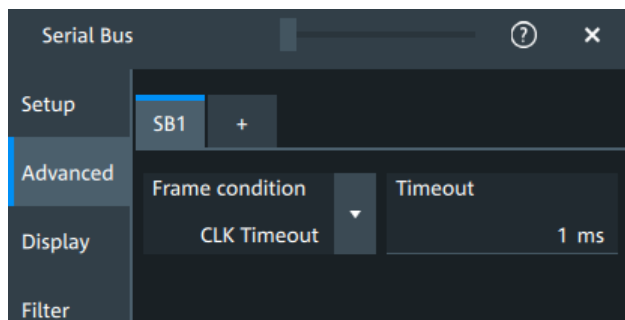 Serial Bus
?
×
Setup
SB1
+
Advanced
Frame condition
Timeout
CLK Timeout
1 ms
Display
Filter